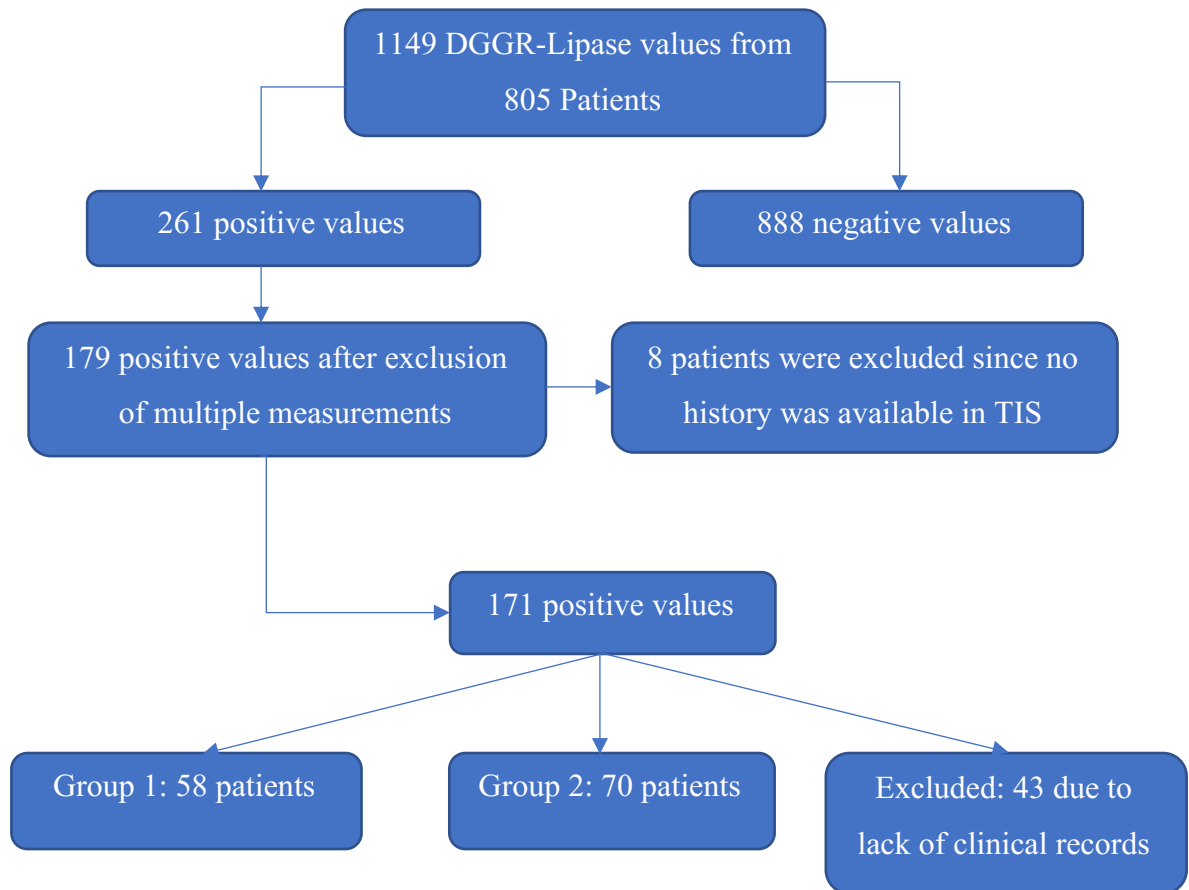 1149 DGGR-Lipase values from
805 Patients
261 positive values
888 negative values
179 positive values after exclusion
of multiple measurements
8 patients were excluded since no
history was available in TIS
171 positive values
Group 1: 58 patients
Group 2: 70 patients
Excluded: 43 due to
lack of clinical records